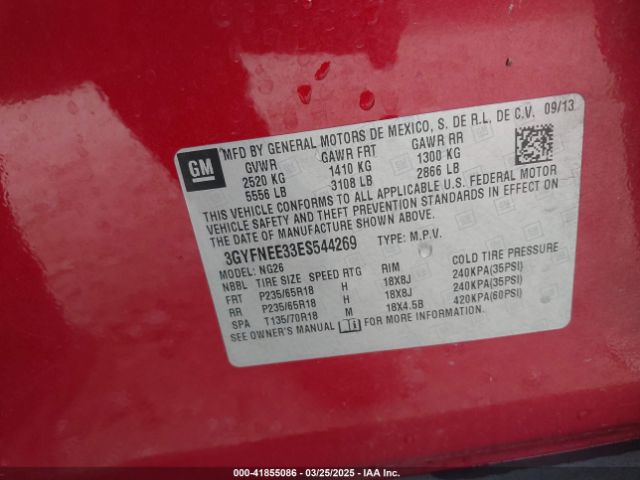 GM
MFD BY GENERAL MOTORS DE MEXICO, S. DE R.L. DE C.V. 09/13
GVWR GAWR FRT GAWR RR
2520 KG 1410 KG 1300 KG
5556 LB 3108 LB 2866 LB
THIS VEHICLE CONFORMS TO ALL APPLICABLE U.S. FEDERAL MOTOR
VEHICLE SAFETY AND THEFT PREVENTION STANDARDS IN EFFECT ON
THE DATE OF MANUFACTURE SHOWN ABOVE.
3GYFNEE33ES544269 TYPE: M.P.V.
MODEL: NG26
NBBL TIRE SIZE SPEED RTG RIM COLD TIRE PRESSURE
FRT P235/65R18 H 18X8J 240KPA(35PSI)
RR P235/65R18 H 18X8J 240KPA(35PSI)
SPA T135/70R18 M 18X4.5B 420KPA(60PSI)
SEE OWNER'S MANUAL i FOR MORE INFORMATION.
000-41855086 - 03/25/2025 - IAA Inc.